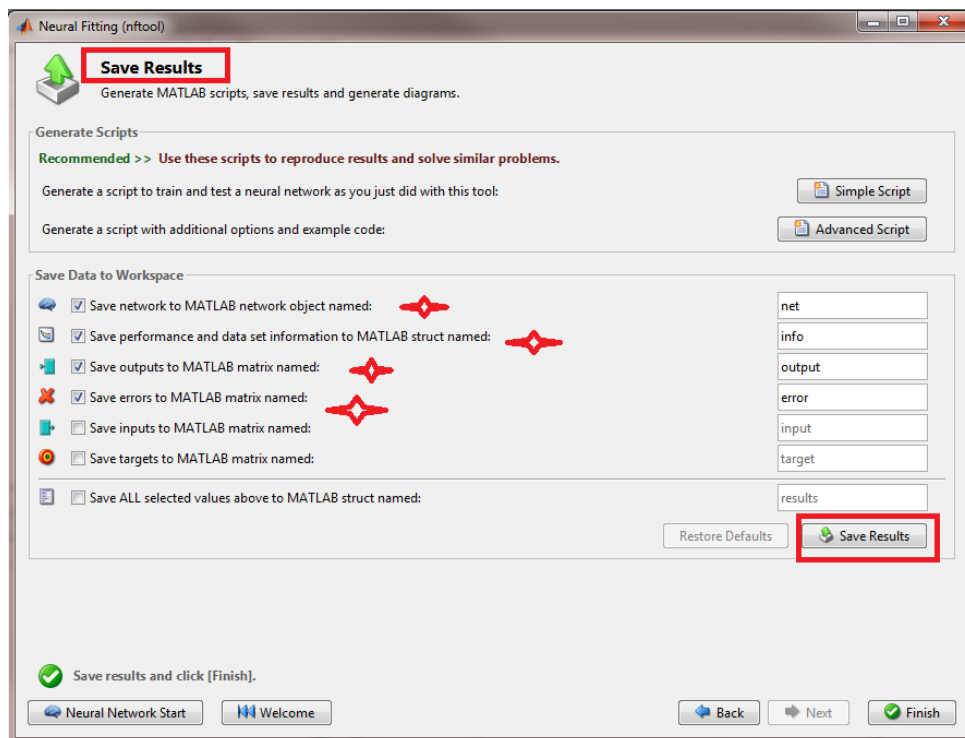 Neural Fitting (nftool)
Save Results
Generate MATLAB scripts, save results and generate diagrams.
Generate Scripts
Recommended >> Use these scripts to reproduce results and solve similar problems.
Generate a script to train and test a neural network as you just did with this tool:
Simple Script
Generate a script with additional options and example code:
Advanced Script
Save Data to Workspace
Save network to MATLAB network object named:
net
Save performance and data set information to MATLAB struct named:
info
Save outputs to MATLAB matrix named:
output
Save errors to MATLAB matrix named:
error
Save inputs to MATLAB matrix named:
input
Save targets to MATLAB matrix named:
target
Save ALL selected values above to MATLAB struct named:
results
Restore Defaults
Save Results
Save results and click [Finish].
Neural Network Start
Welcome
Back
Next
Finish